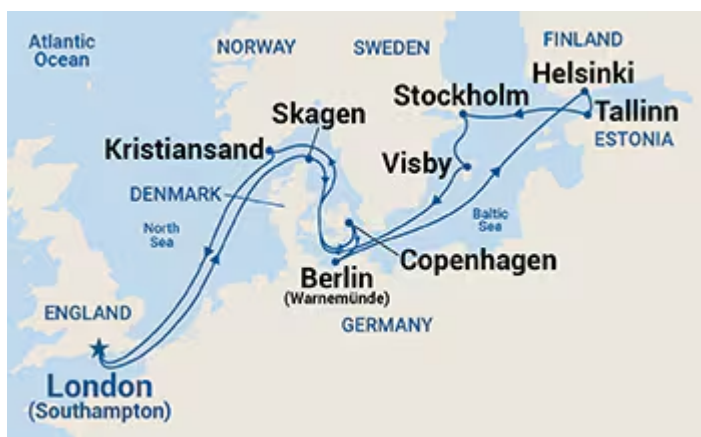 Atlantic
Ocean
NORWAY
SWEDEN
FINLAND
Helsinki
Stockholm
Tallinn
Skagen
ESTONIA
Kristiansand
Visby
DENMARK
North
Sea
Baltic
Sea
Copenhagen
Berlin
(Warnemünde)
ENGLAND
GERMANY
London
(Southampton)